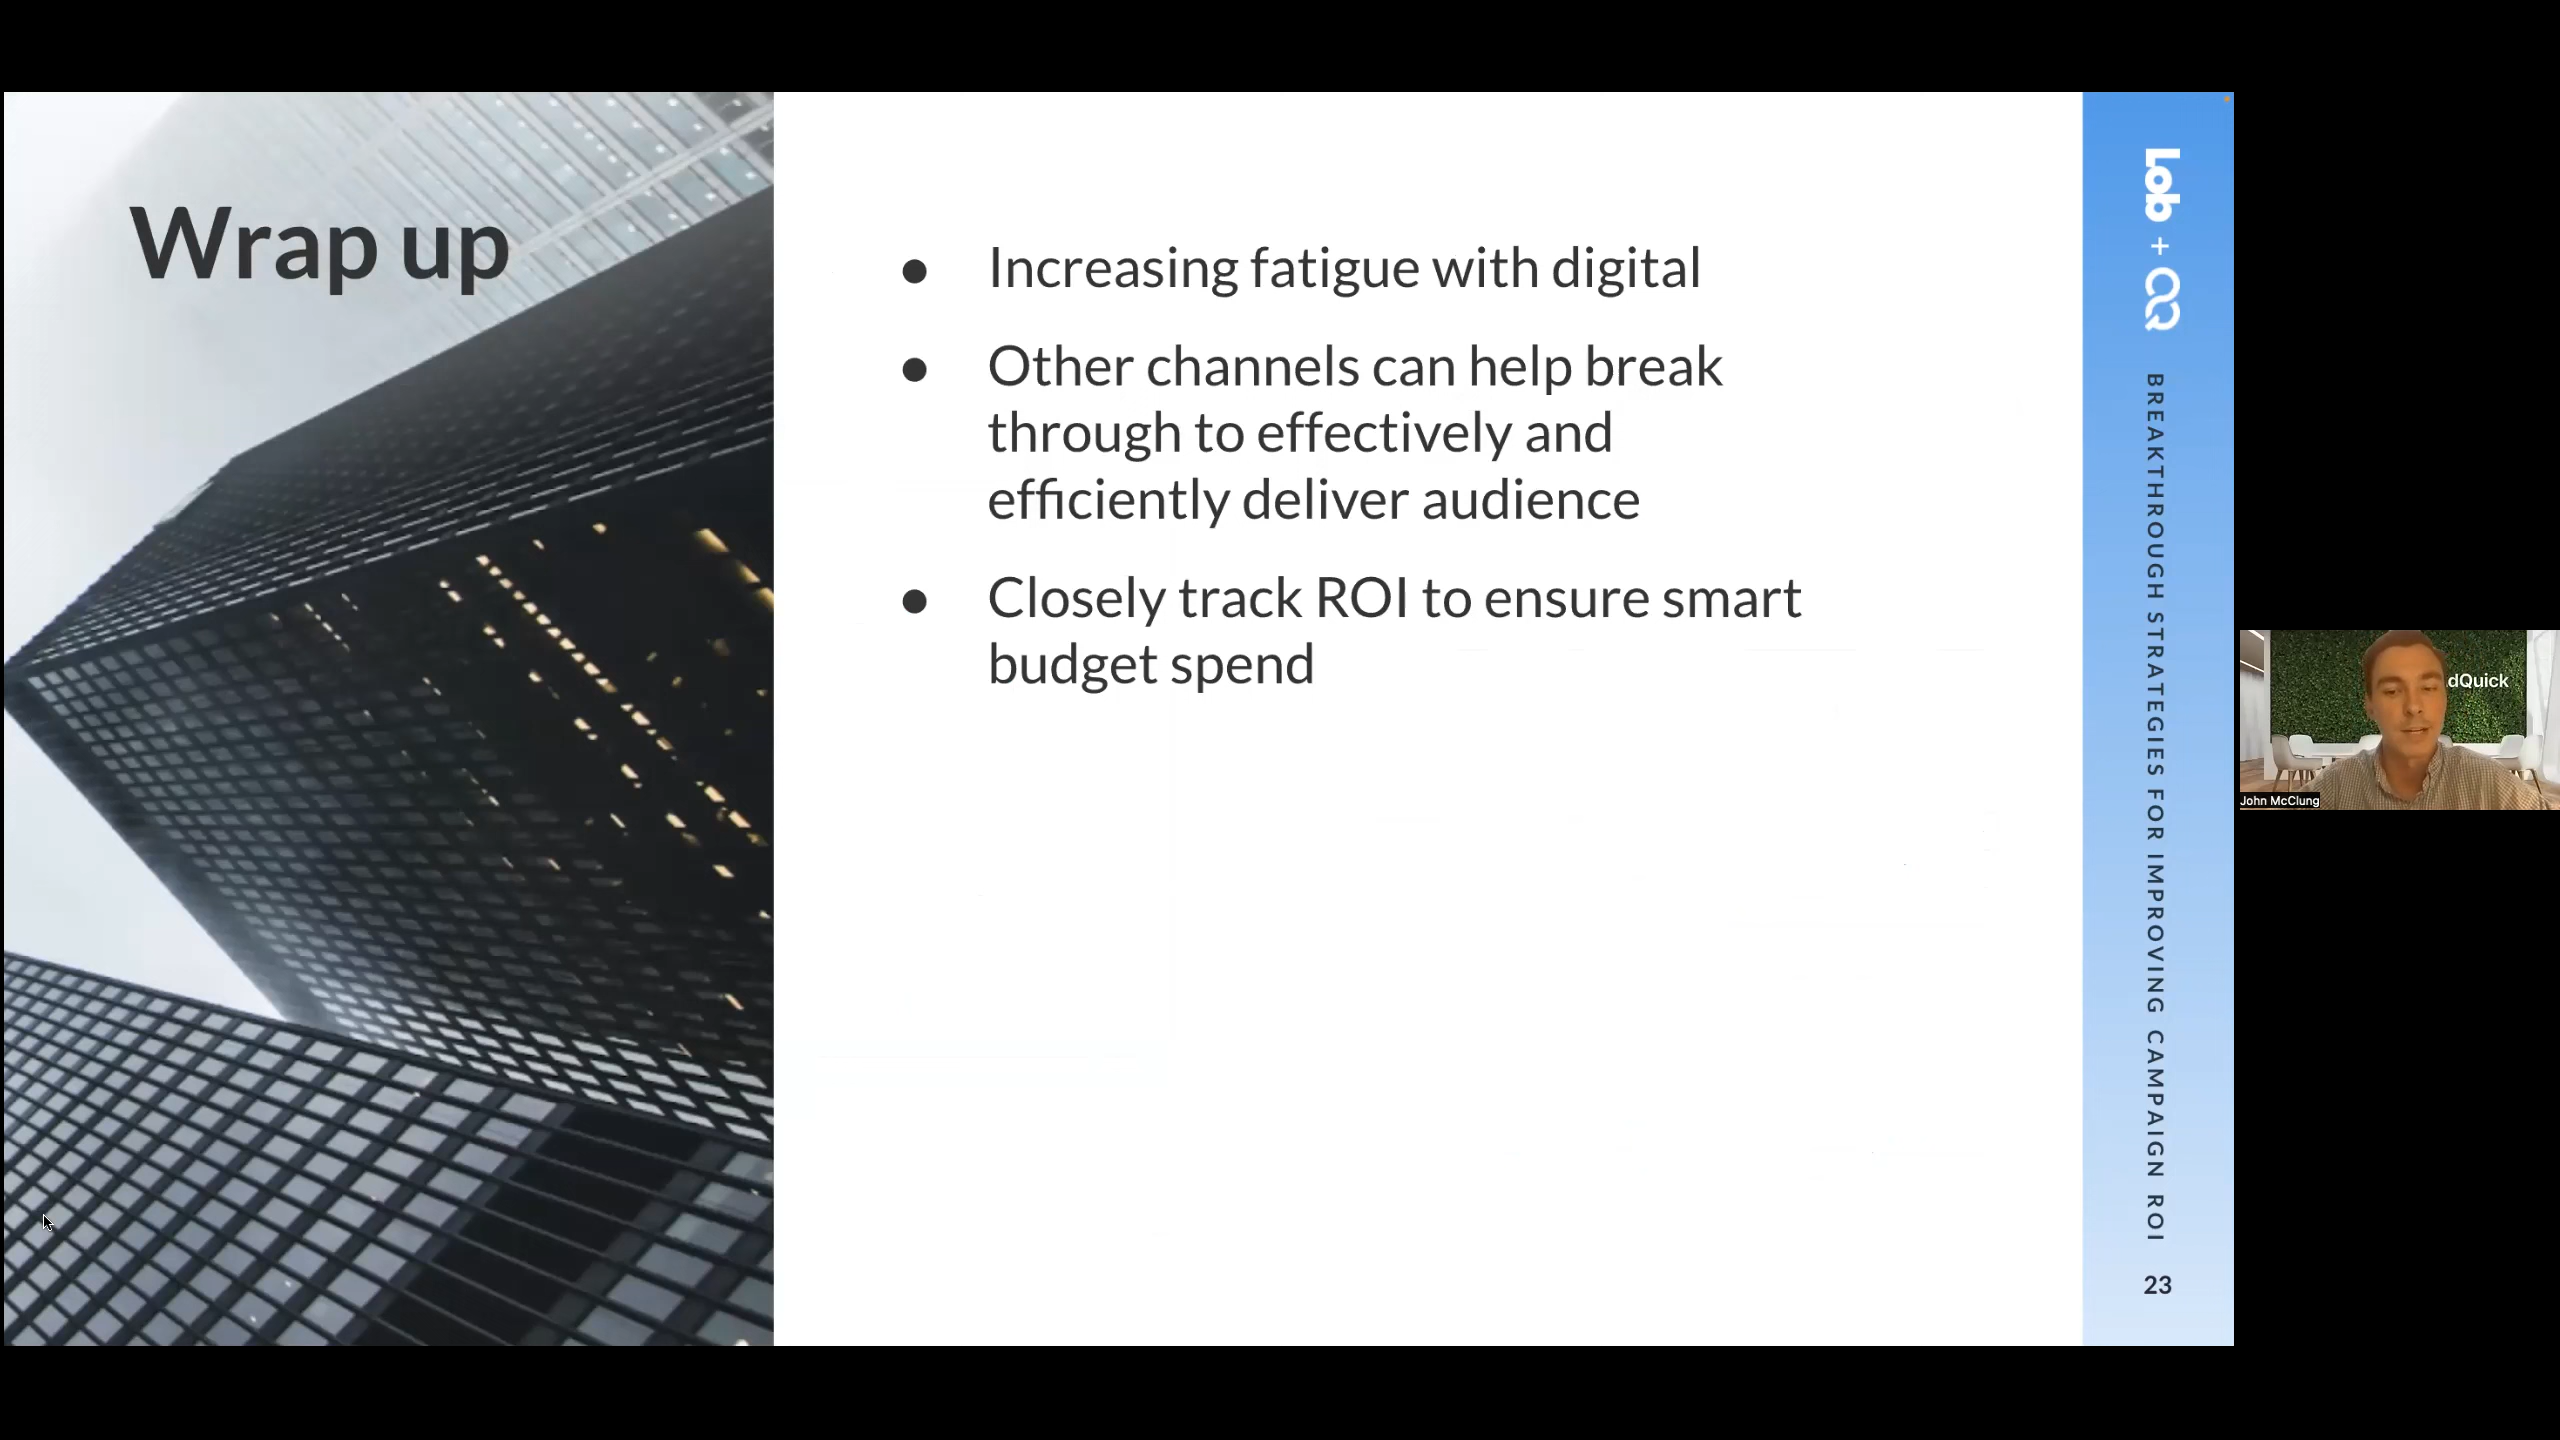 Wrap up
● Increasing fatigue with digital
● Other channels can help break
through to effectively and
efficiently deliver audience
● Closely track ROI to ensure smart
budget spend
Lob +
BREAKTHROUGH STRATEGIES FOR IMPROVING CAMPAIGN ROI
23
dQuick
John McClung